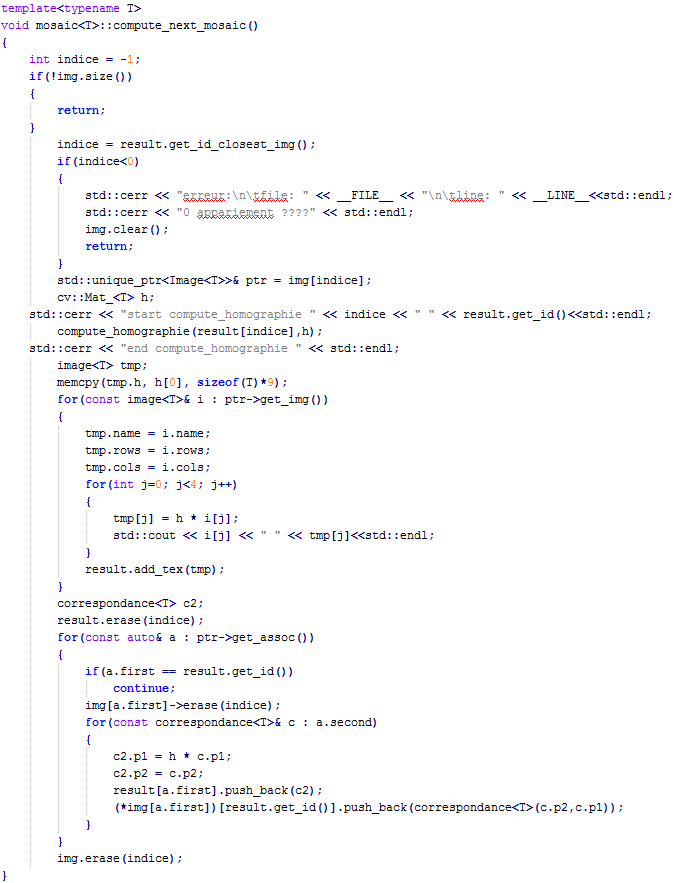 template<typename T>
void mosaic<T>::compute_next_mosaic()
{
    int indice = -1;
    if(!img.size())
    {
        return;
    }
        indice = result.get_id_closest_img();
        if(indice<0)
        {
            std::cerr << "erreur:\n\tfile: " << __FILE__ << "\n\tline: " << __LINE__<<std::endl;
            std::cerr << "0 appariement ????" << std::endl;
            img.clear();
            return;
        }
        std::unique_ptr<Image<T>>& ptr = img[indice];
        cv::Mat_<T> h;
    std::cerr << "start compute_homographie " << indice << " " << result.get_id()<<std::endl;
        compute_homographie(result[indice],h);
    std::cerr << "end compute_homographie " << std::endl;
        image<T> tmp;
        memcpy(tmp.h, h[0], sizeof(T)*9);
        for(const image<T>& i : ptr->get_img())
        {
            tmp.name = i.name;
            tmp.rows = i.rows;
            tmp.cols = i.cols;
            for(int j=0; j<4; j++)
            {
                tmp[j] = h * i[j];
                std::cout << i[j] << " " << tmp[j]<<std::endl;
            }
            result.add_tex(tmp);
        }
        correspondance<T> c2;
        result.erase(indice);
        for(const auto& a : ptr->get_assoc())
        {
            if(a.first == result.get_id())
                continue;
            img[a.first]->erase(indice);
            for(const correspondance<T>& c : a.second)
            {
                c2.p1 = h * c.p1;
                c2.p2 = c.p2;
                result[a.first].push_back(c2);
                (*img[a.first])[result.get_id()].push_back(correspondance<T>(c.p2,c.p1));
            }
        }
        img.erase(indice);
}